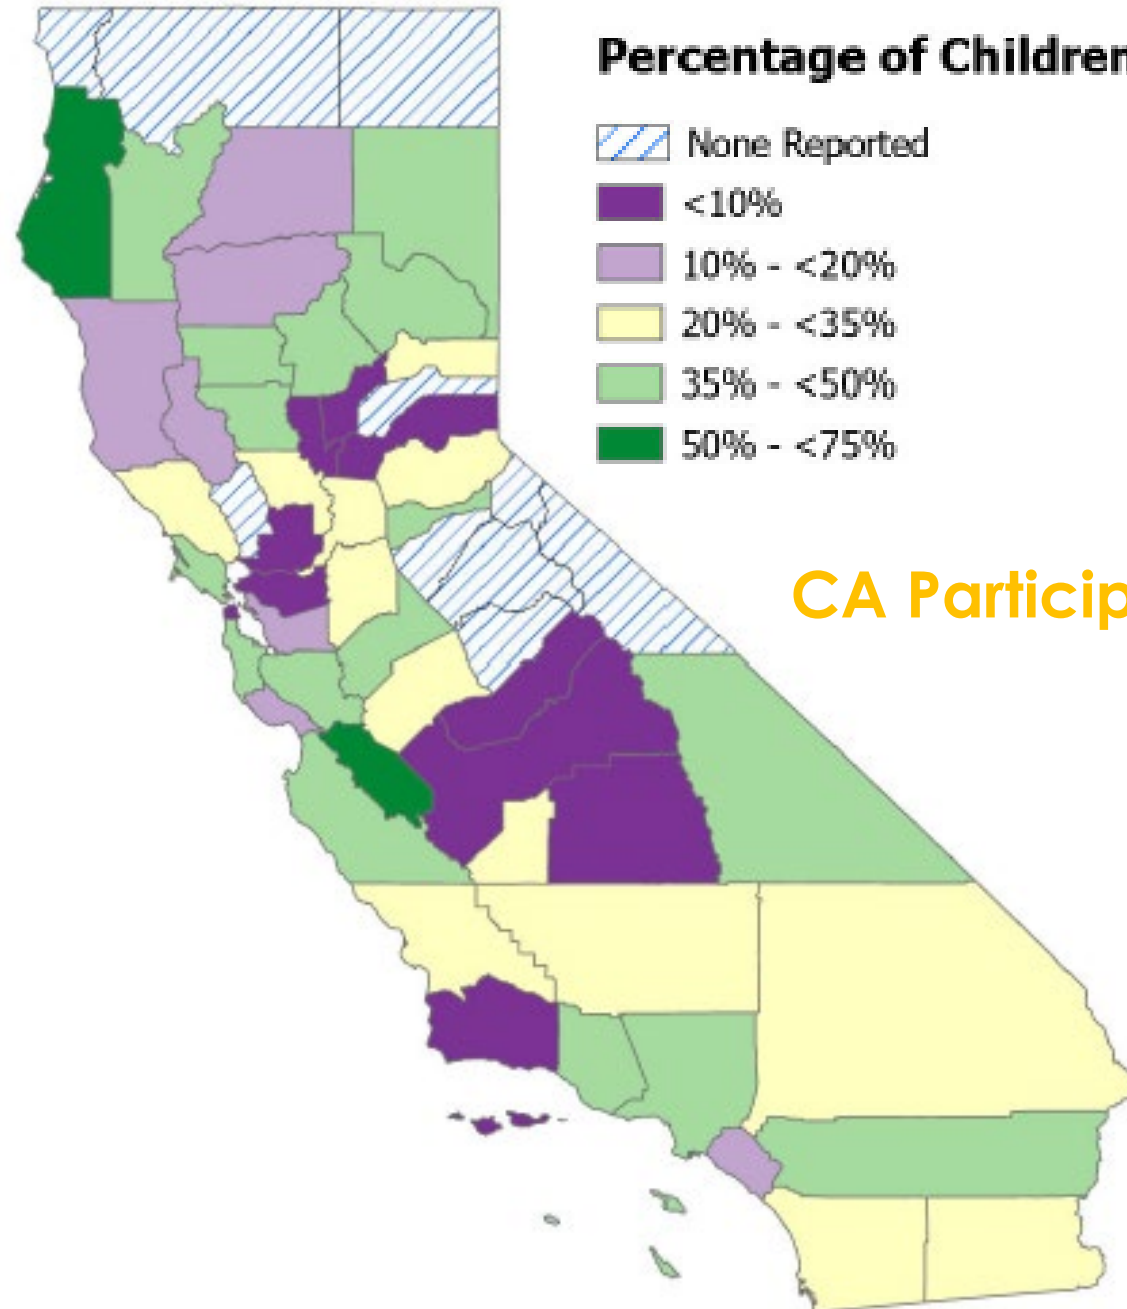 Percentage of Children
None Reported
<10%
10% - <20%
20% - <35%
35% - <50%
50% - <75%
CA Particip